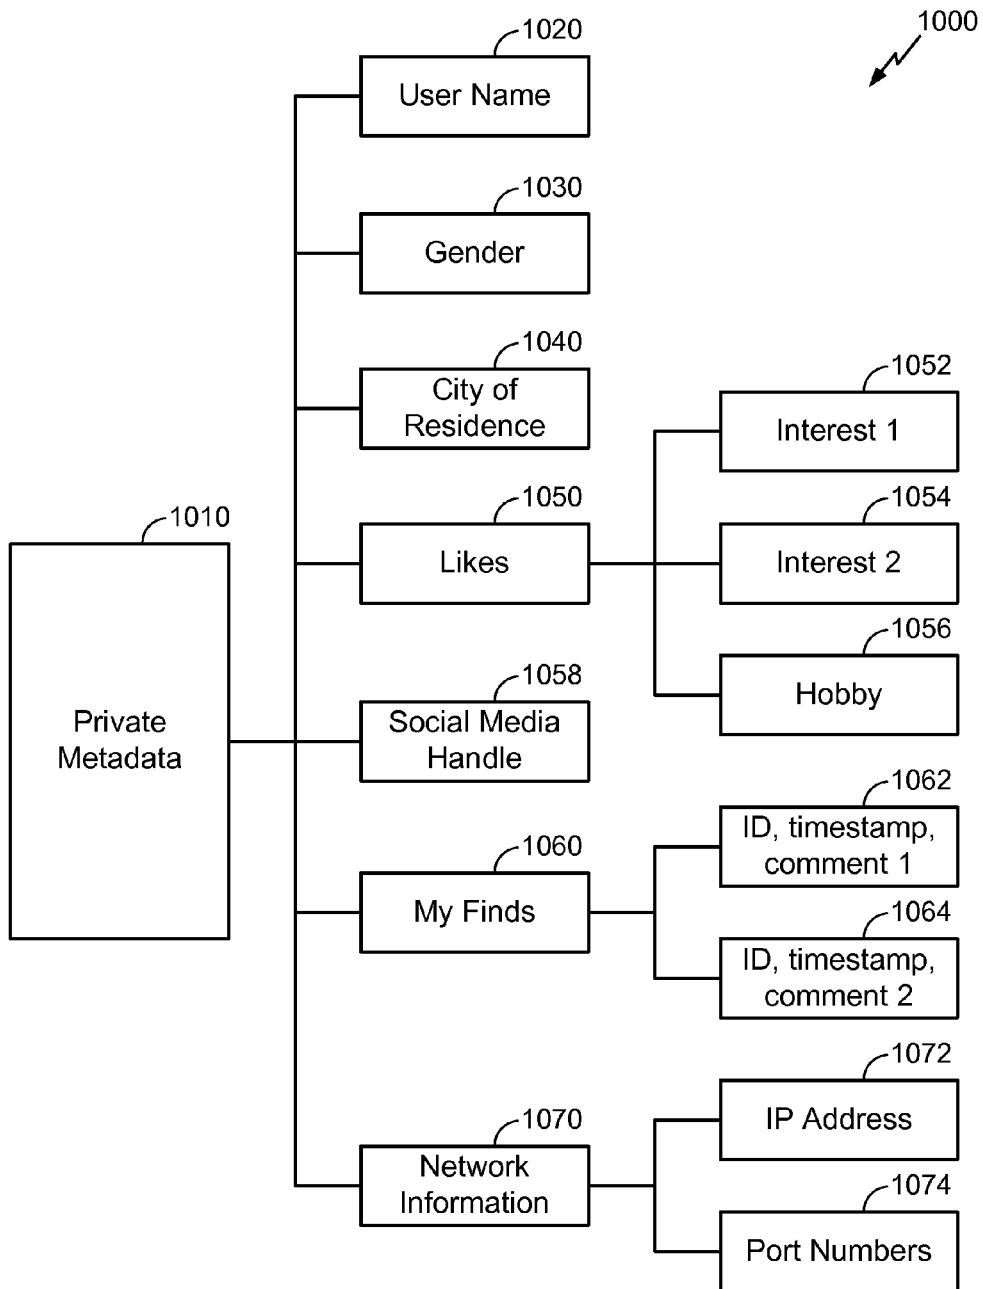 1000
1020
User Name
1030
Gender
1040
City of
Residence
1050
Likes
1052
Interest 1
1054
Interest 2
1056
Hobby
1010
Private
Metadata
1058
Social Media
Handle
1060
My Finds
1062
ID, timestamp,
comment 1
1064
ID, timestamp,
comment 2
1070
Network
Information
1072
IP Address
1074
Port Numbers